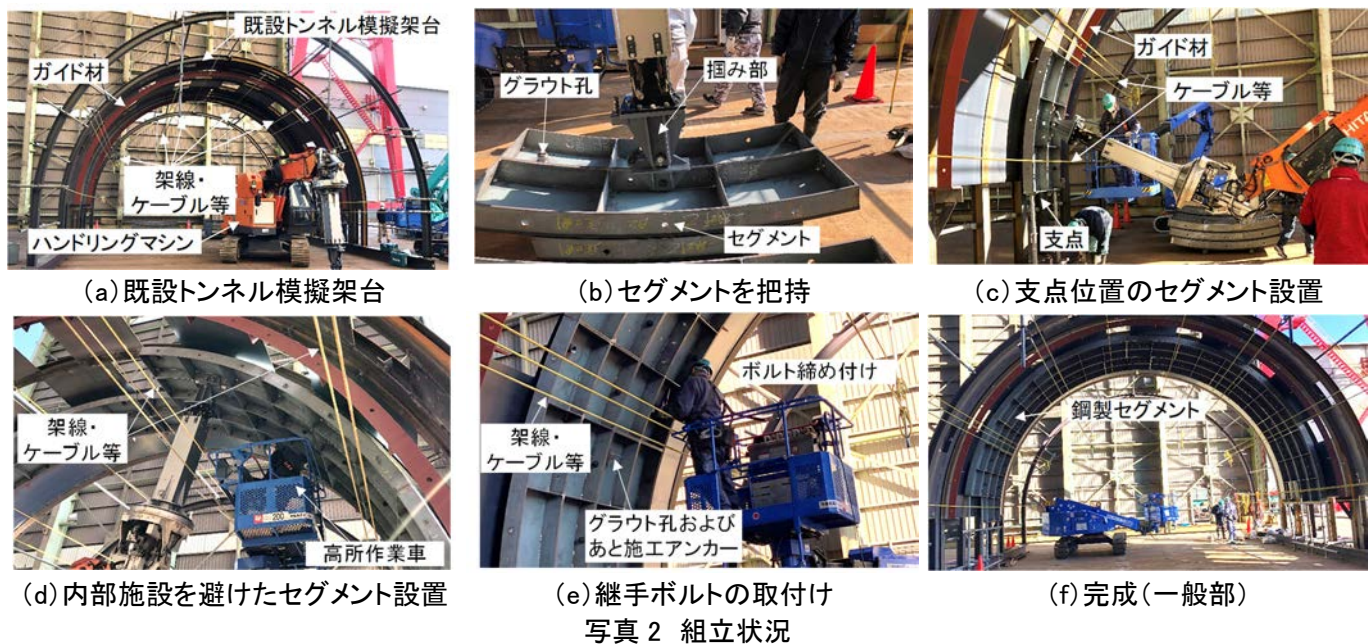 既設トンネル模擬架台
ガイド材
架線・
ケーブル等
ハンドリングマシン
(a)既設トンネル模擬架台
グラウト孔
掴み部
セグメント
(b)セグメントを把持
ガイド材
ケーブル等
支点
HITA
(c)支点位置のセグメント設置
架線・
ケーブル等
200
高所作業車
(d)内部施設を避けたセグメント設置
ボルト締め付け
架線・
ケーブル等
グラウト孔および
あと施工アンカー
(e)継手ボルトの取付け
鋼製セグメント
(f)完成(一般部)
写真2 組立状況